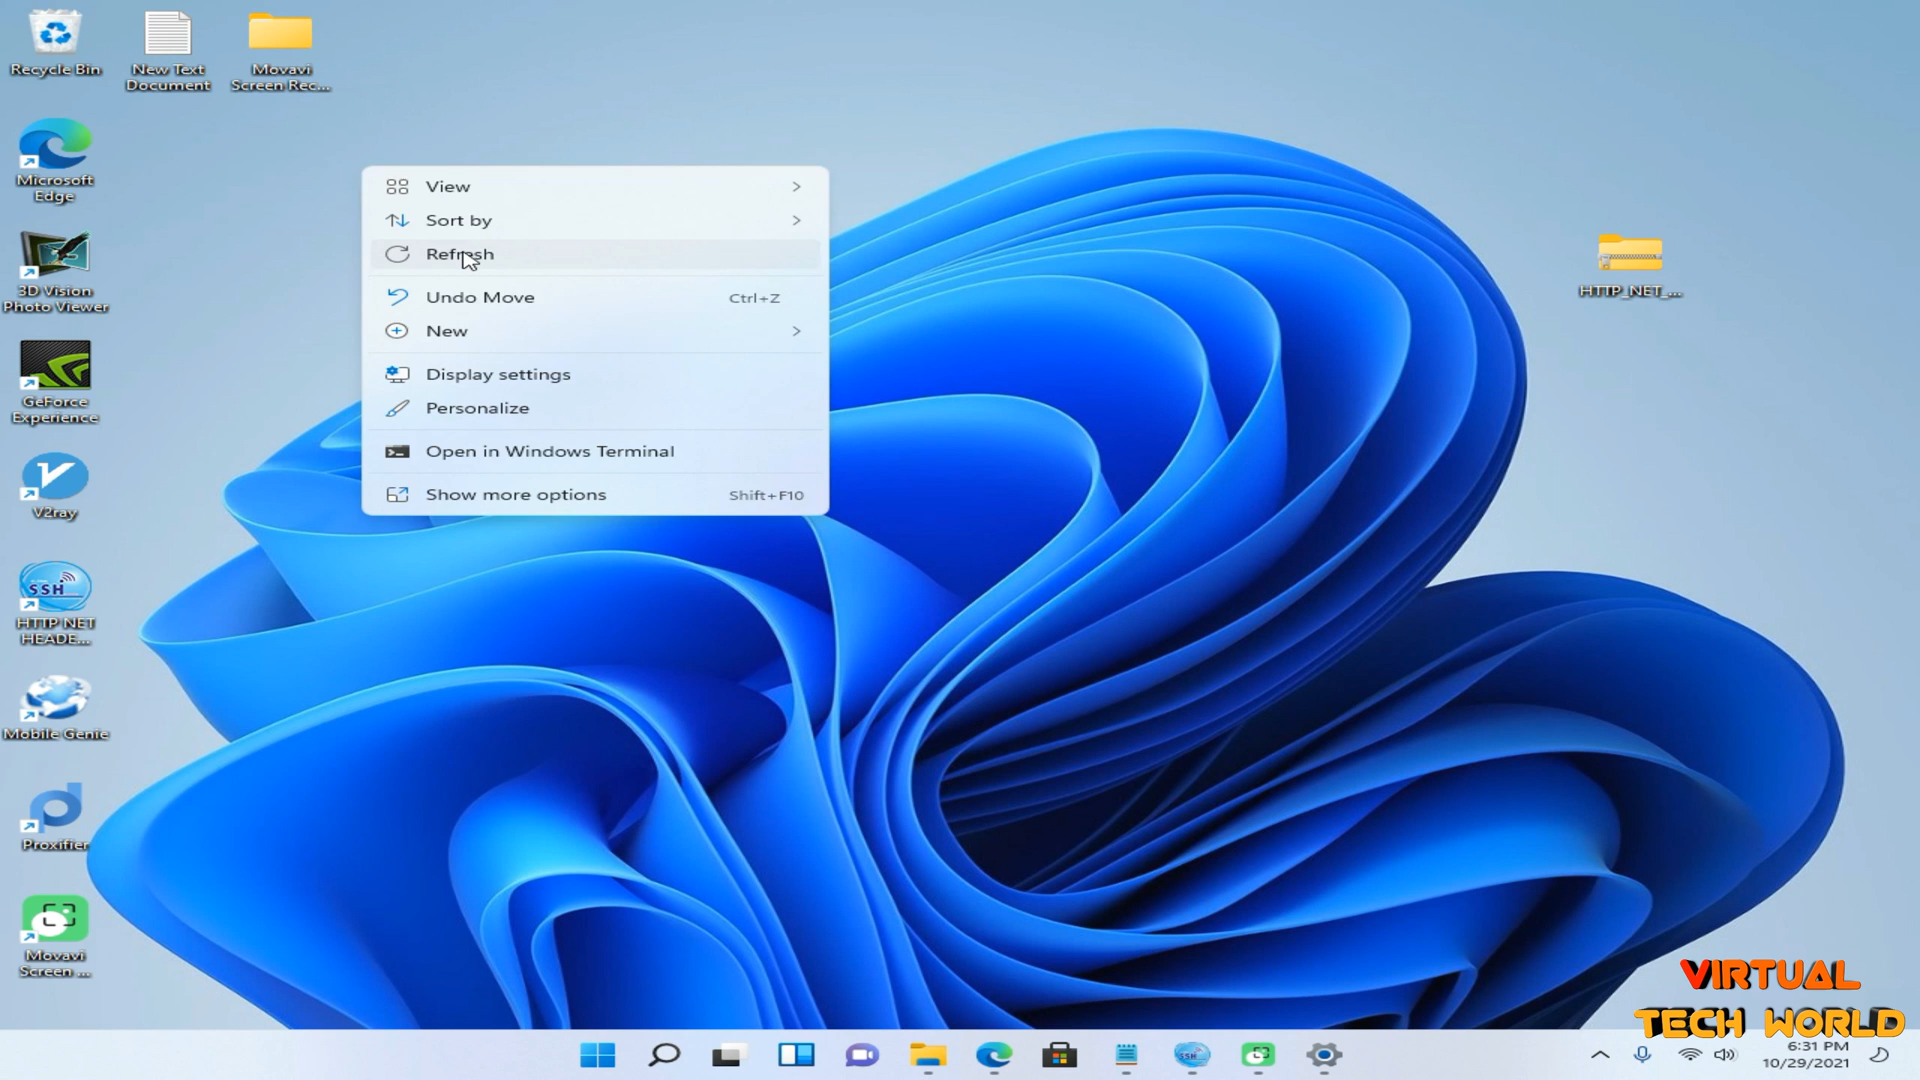 Recycle Bin
New Text
Document
Movavi
Screen Rec...
Microsoft
Edge
3D Vision
Photo Viewer
GeForce
Experience
V2ray
SSH
HTTP NET
HEADE...
Mobile Genie
Proxifier
Movavi
Screen ...
View
Sort by
Refresh
Undo Move Ctrl+Z
New
Display settings
Personalize
Open in Windows Terminal
Show more options Shift+F10
HTTP_NET_...
VIRTUAL
TECH WORLD
SSH
6:31 PM
10/29/2021